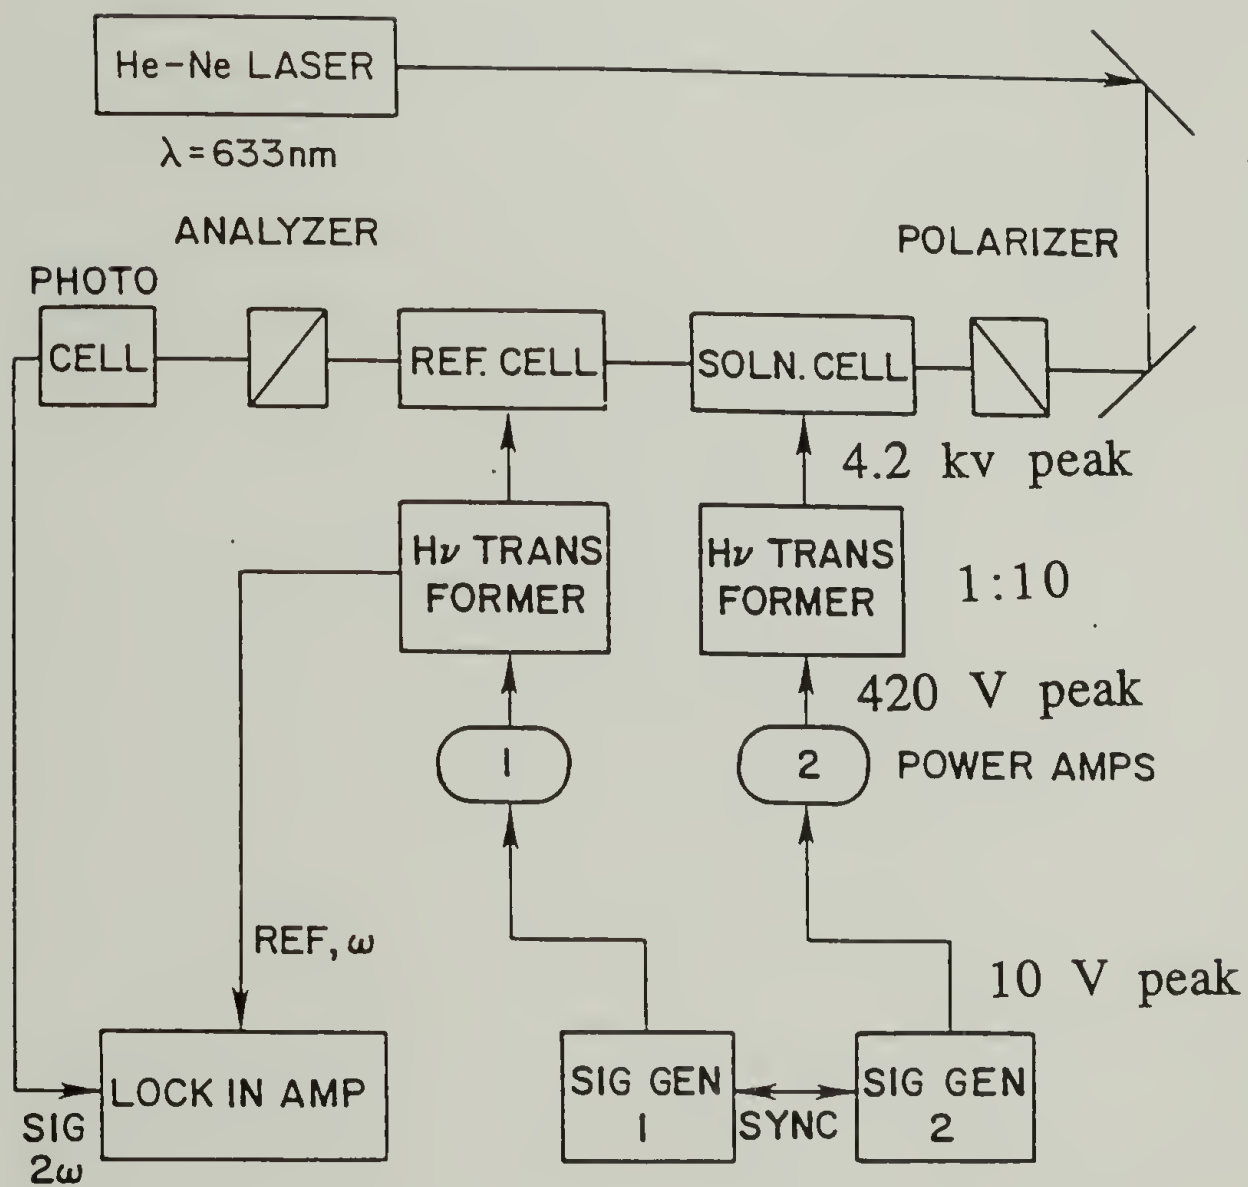 He-Ne LASER
λ=633nm
ANALYZER
POLARIZER
PHOTO
CELL
REF. CELL
SOLN. CELL
4.2 kv peak
Hν TRANS
FORMER
Hν TRANS
FORMER
1:10
420 V peak
1
2
POWER AMPS
REF, ω
10 V peak
LOCK IN AMP
SIG GEN
1
SYNC
SIG GEN
2
SIG
2ω